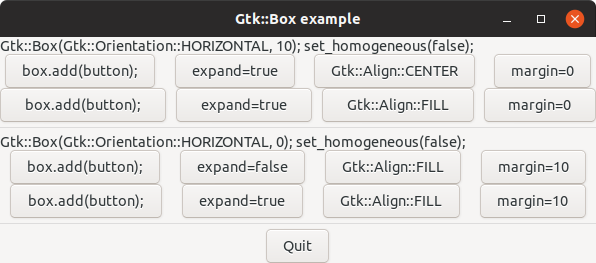 Gtk::Box example
Gtk::Box(Gtk::Orientation::HORIZONTAL, 10); set_homogeneous(false);
box.add(button); expand=true Gtk::Align::CENTER margin=0
box.add(button); expand=true Gtk::Align::FILL margin=0
Gtk::Box(Gtk::Orientation::HORIZONTAL, 0); set_homogeneous(false);
box.add(button); expand=false Gtk::Align::FILL margin=10
box.add(button); expand=true Gtk::Align::FILL margin=10
Quit